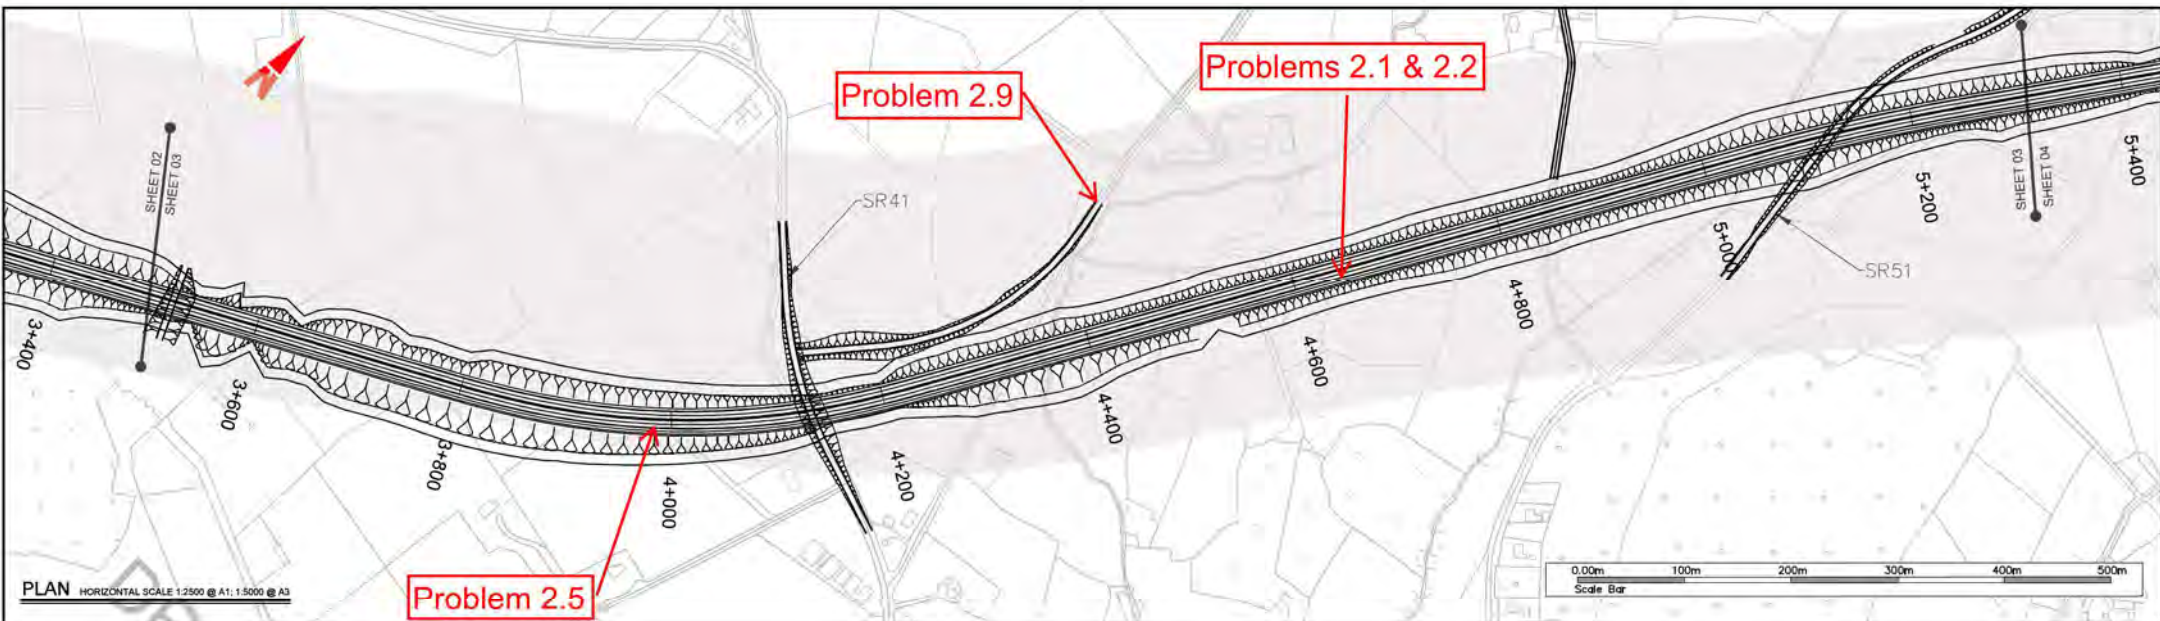 Problems 2.1 & 2.2
Problem 2.9
SHEET 02
SHEET 03
SR41
SHEET 03
SHEET 04
5+400
5+200
5+000
SR51
4+800
4+600
4+400
4+200
4+000
3+800
3+600
3+400
Problem 2.5
PLAN HORIZONTAL SCALE 1:2500 @ A1; 1:5000 @ A3
0.00m 100m 200m 300m 400m 500m
Scale Bar